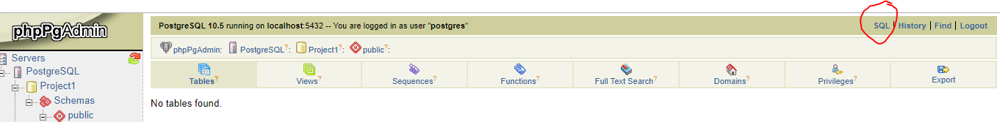 phpPgAdmin
PostgreSQL 10.5 running on localhost:5432 -- You are logged in as user "postgres"
SQL | History | Find | Logout
phpPgAdmin: PostgreSQL?: Project1?: public?:
Servers
PostgreSQL
Project1
Schemas
public
Tables? Views Sequences? Functions? Full Text Search? Domains? Privileges? Export
No tables found.